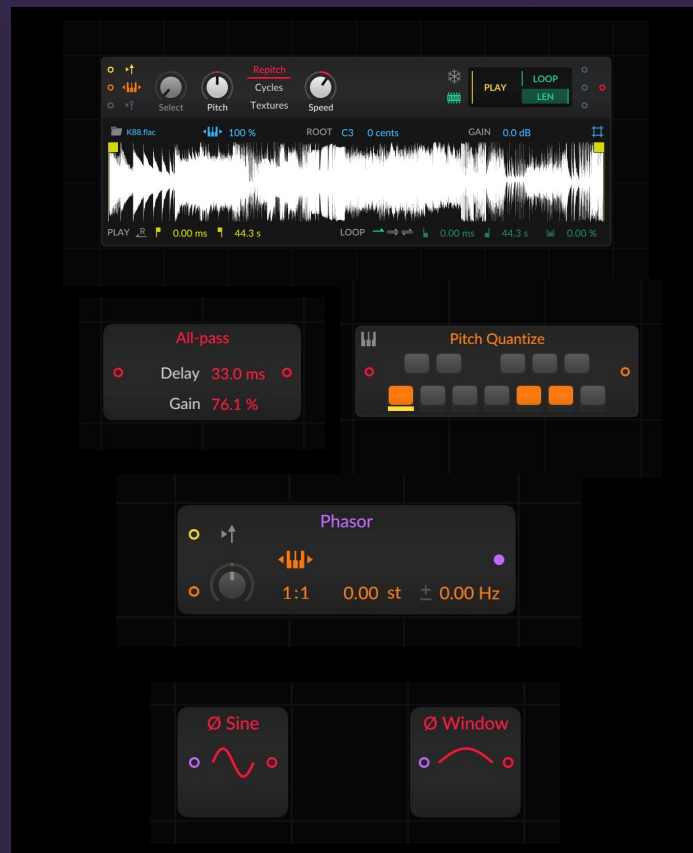 Repitch
Cycles
Textures
Select Pitch Speed
PLAY LOOP
LEN
K88.flac 100 % ROOT C3 0 cents GAIN 0.0 dB
PLAY R 0.00 ms 44.3 s LOOP 0.00 ms 44.3 s 0.00 %
All-pass
Delay 33.0 ms
Gain 76.1 %
Pitch Quantize
Phasor
1:1 0.00 st ± 0.00 Hz
Ø Sine Ø Window